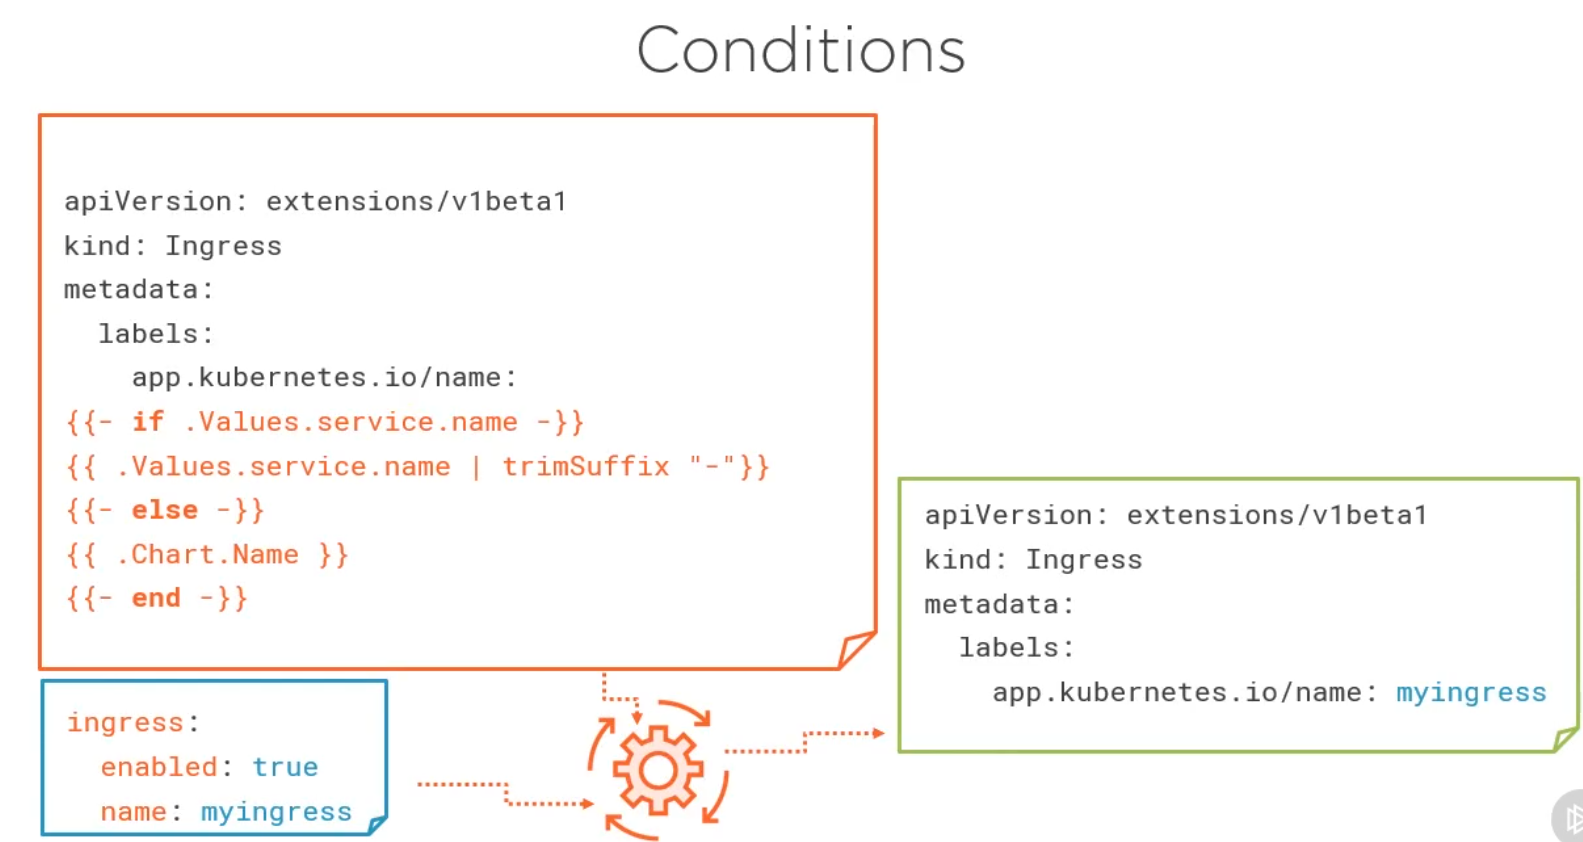 Conditions
apiVersion: extensions/v1beta1
kind: Ingress
metadata:
  labels:
    app.kubernetes.io/name:
{{- if .Values.service.name -}}
{{ .Values.service.name | trimSuffix "-"}}
{{- else -}}
{{ .Chart.Name }}
{{- end -}}
ingress:
  enabled: true
  name: myingress
apiVersion: extensions/v1beta1
kind: Ingress
metadata:
  labels:
    app.kubernetes.io/name: myingress